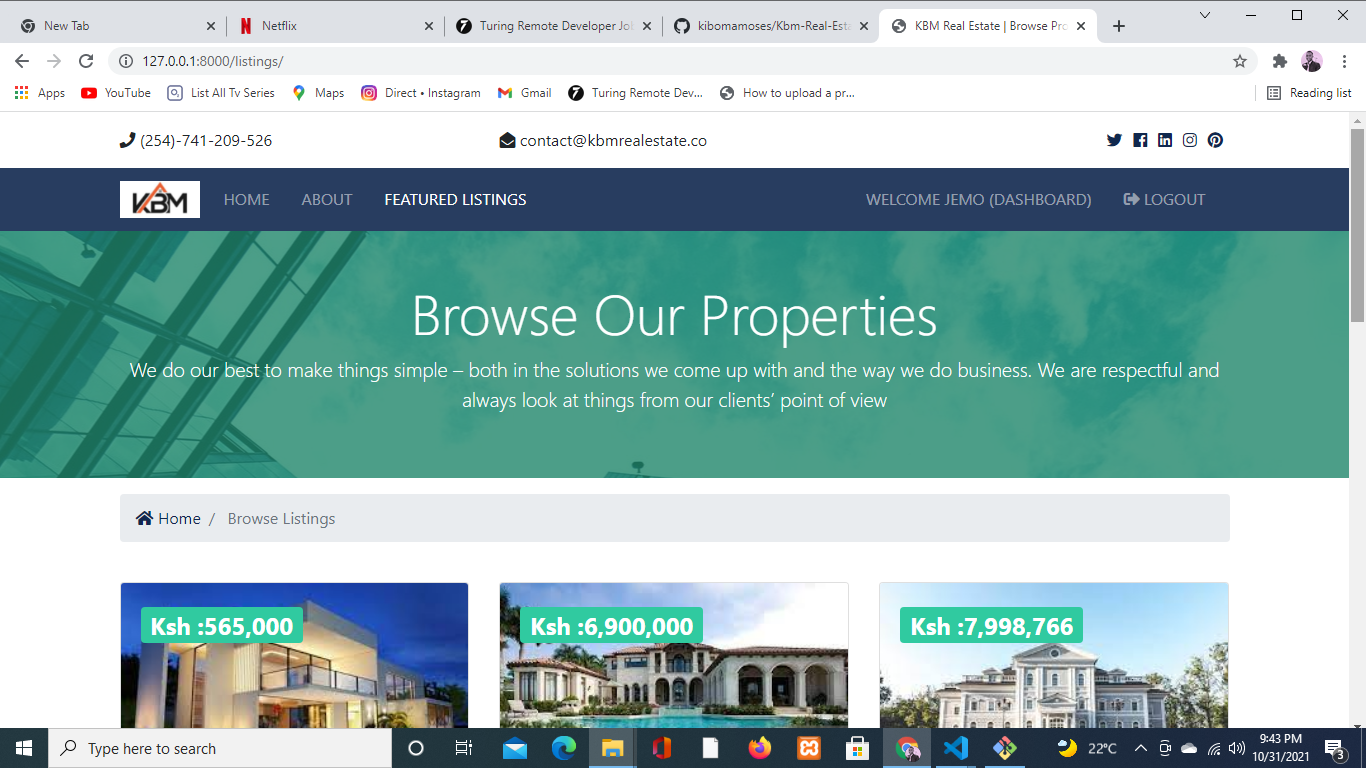 New Tab
Netflix
Turing Remote Developer Jo
kibomamoses/Kbm-Real-Esta
KBM Real Estate | Browse Pro
127.0.0.1:8000/listings/
Apps
YouTube
List All Tv Series
Maps
Direct • Instagram
Gmail
Turing Remote Dev...
How to upload a pr...
Reading list
(254)-741-209-526
contact@kbmrealestate.co
KBM
HOME
ABOUT
FEATURED LISTINGS
WELCOME JEMO (DASHBOARD)
LOGOUT
Browse Our Properties
We do our best to make things simple – both in the solutions we come up with and the way we do business. We are respectful and
always look at things from our clients’ point of view
Home / Browse Listings
Ksh :565,000
Ksh :6,900,000
Ksh :7,998,766
Type here to search
22°C
9:43 PM
10/31/2021
3